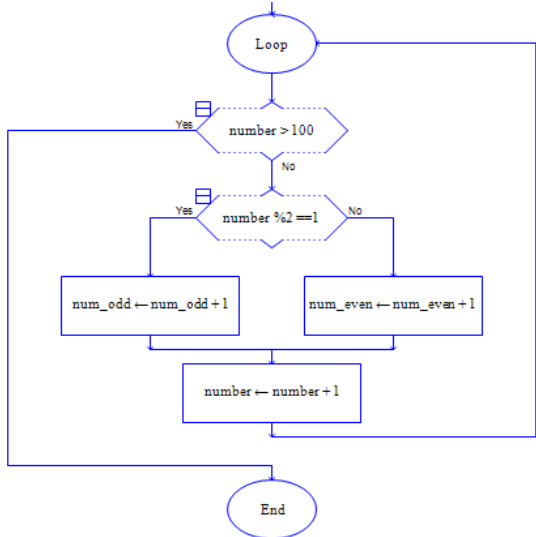 Loop
Yes
number > 100
No
Yes
number %2 ==1
No
num_odd ← num_odd + 1
num_even ← num_even + 1
number ← number + 1
End